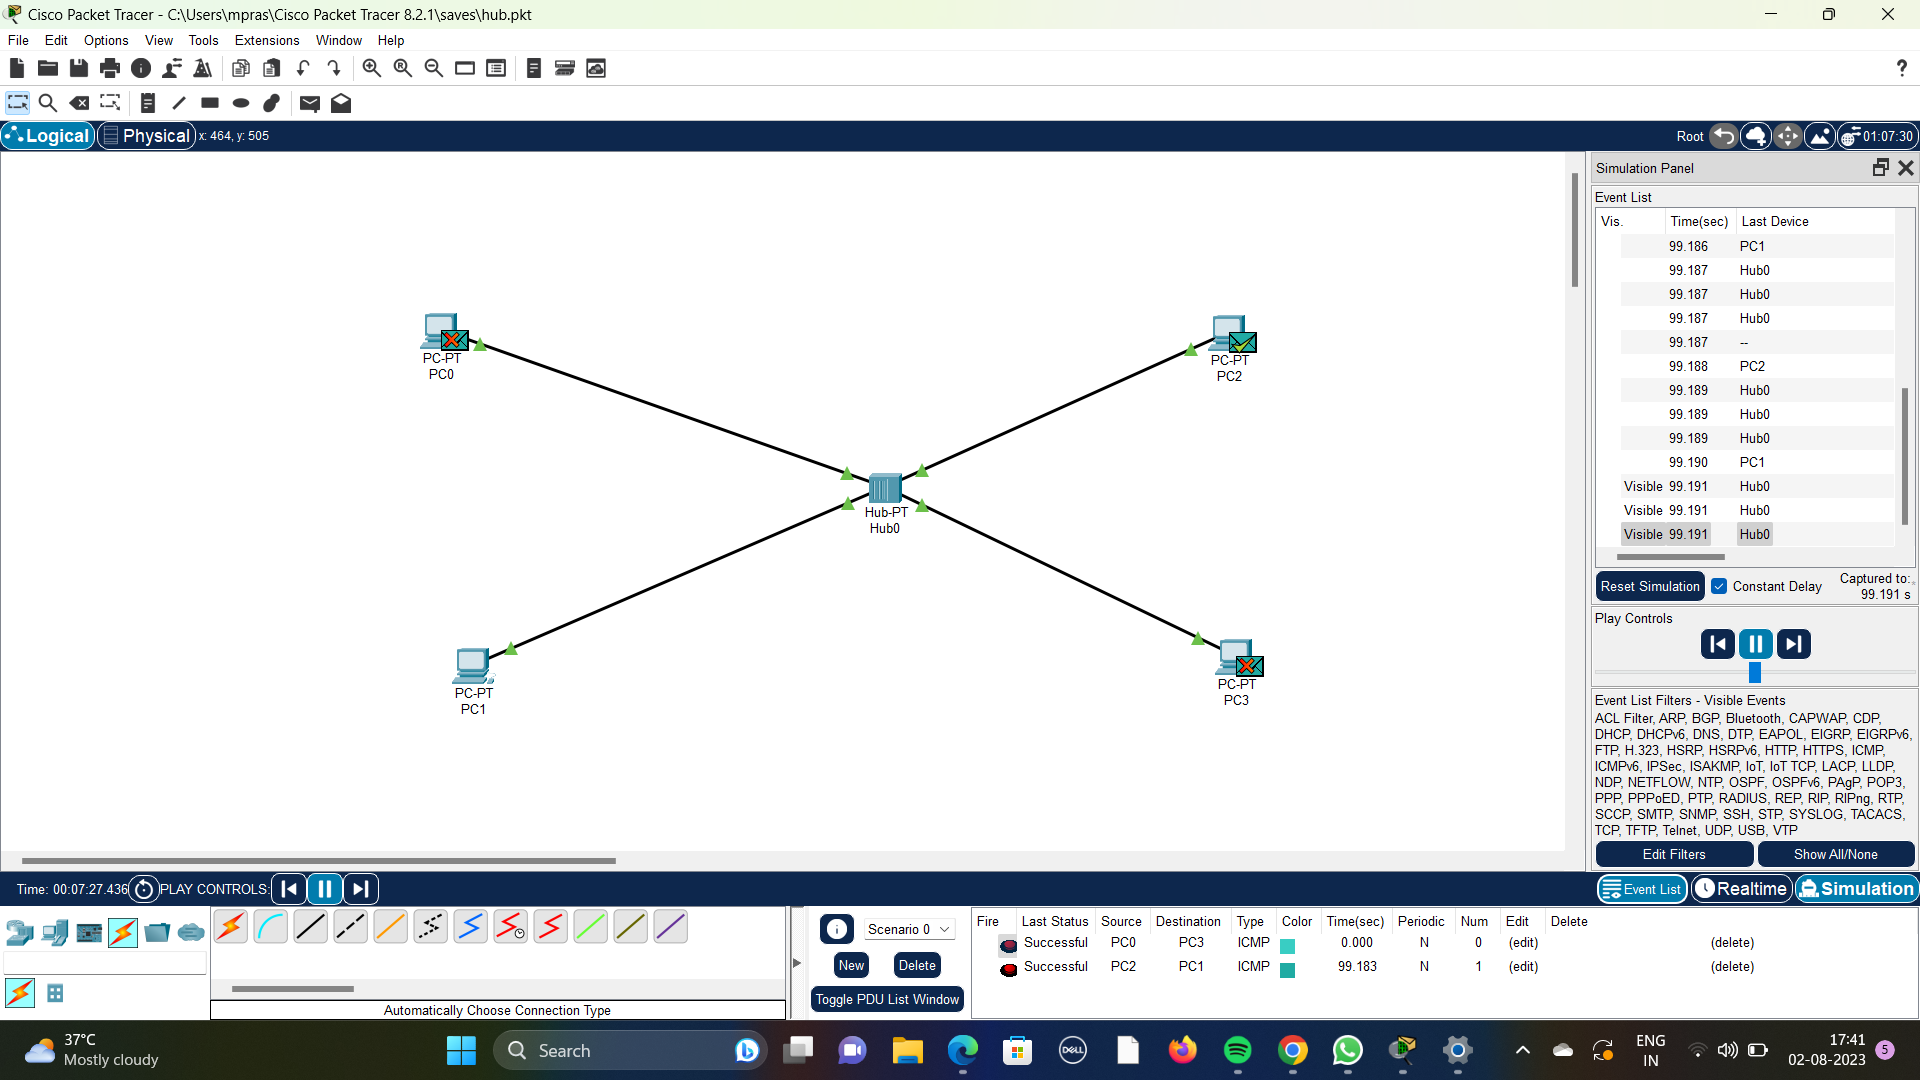 Cisco Packet Tracer - C:\Users\mpras\Cisco Packet Tracer 8.2.1\saves\hub.pkt
File Edit Options View Tools Extensions Window Help
?
Logical Physical x: 464, y: 505 Root 01:07:30
Simulation Panel
Event List
Vis. Time(sec) Last Device
99.186 PC1
99.187 Hub0
99.187 Hub0
99.187 Hub0
99.187 --
99.188 PC2
99.189 Hub0
99.189 Hub0
99.189 Hub0
99.190 PC1
Visible 99.191 Hub0
Visible 99.191 Hub0
Visible 99.191 Hub0
Reset Simulation Constant Delay Captured to:
99.191 s
Play Controls
Event List Filters - Visible Events
ACL Filter, ARP, BGP, Bluetooth, CAPWAP, CDP,
DHCP, DHCPv6, DNS, DTP, EAPOL, EIGRP, EIGRPv6,
FTP, H.323, HSRP, HSRPv6, HTTP, HTTPS, ICMP,
ICMPv6, IPSec, ISAKMP, IoT, IoT TCP, LACP, LLDP,
NDP, NETFLOW, NTP, OSPF, OSPFv6, PAgP, POP3,
PPP, PPPoED, PTP, RADIUS, REP, RIP, RIPng, RTP,
SCCP, SMTP, SNMP, SSH, STP, SYSLOG, TACACS,
TCP, TFTP, Telnet, UDP, USB, VTP
Edit Filters Show All/None
PC-PT
PC0
PC-PT
PC2
Hub-PT
Hub0
PC-PT
PC1
PC-PT
PC3
Time: 00:07:27.436 PLAY CONTROLS: Event List Realtime Simulation
Automatically Choose Connection Type
Scenario 0
New Delete
Toggle PDU List Window
Fire Last Status Source Destination Type Color Time(sec) Periodic Num Edit Delete
Successful PC0 PC3 ICMP 0.000 N 0 (edit) (delete)
Successful PC2 PC1 ICMP 99.183 N 1 (edit) (delete)
37°C
Mostly cloudy
Search
DELL
ENG
IN
17:41
02-08-2023
5